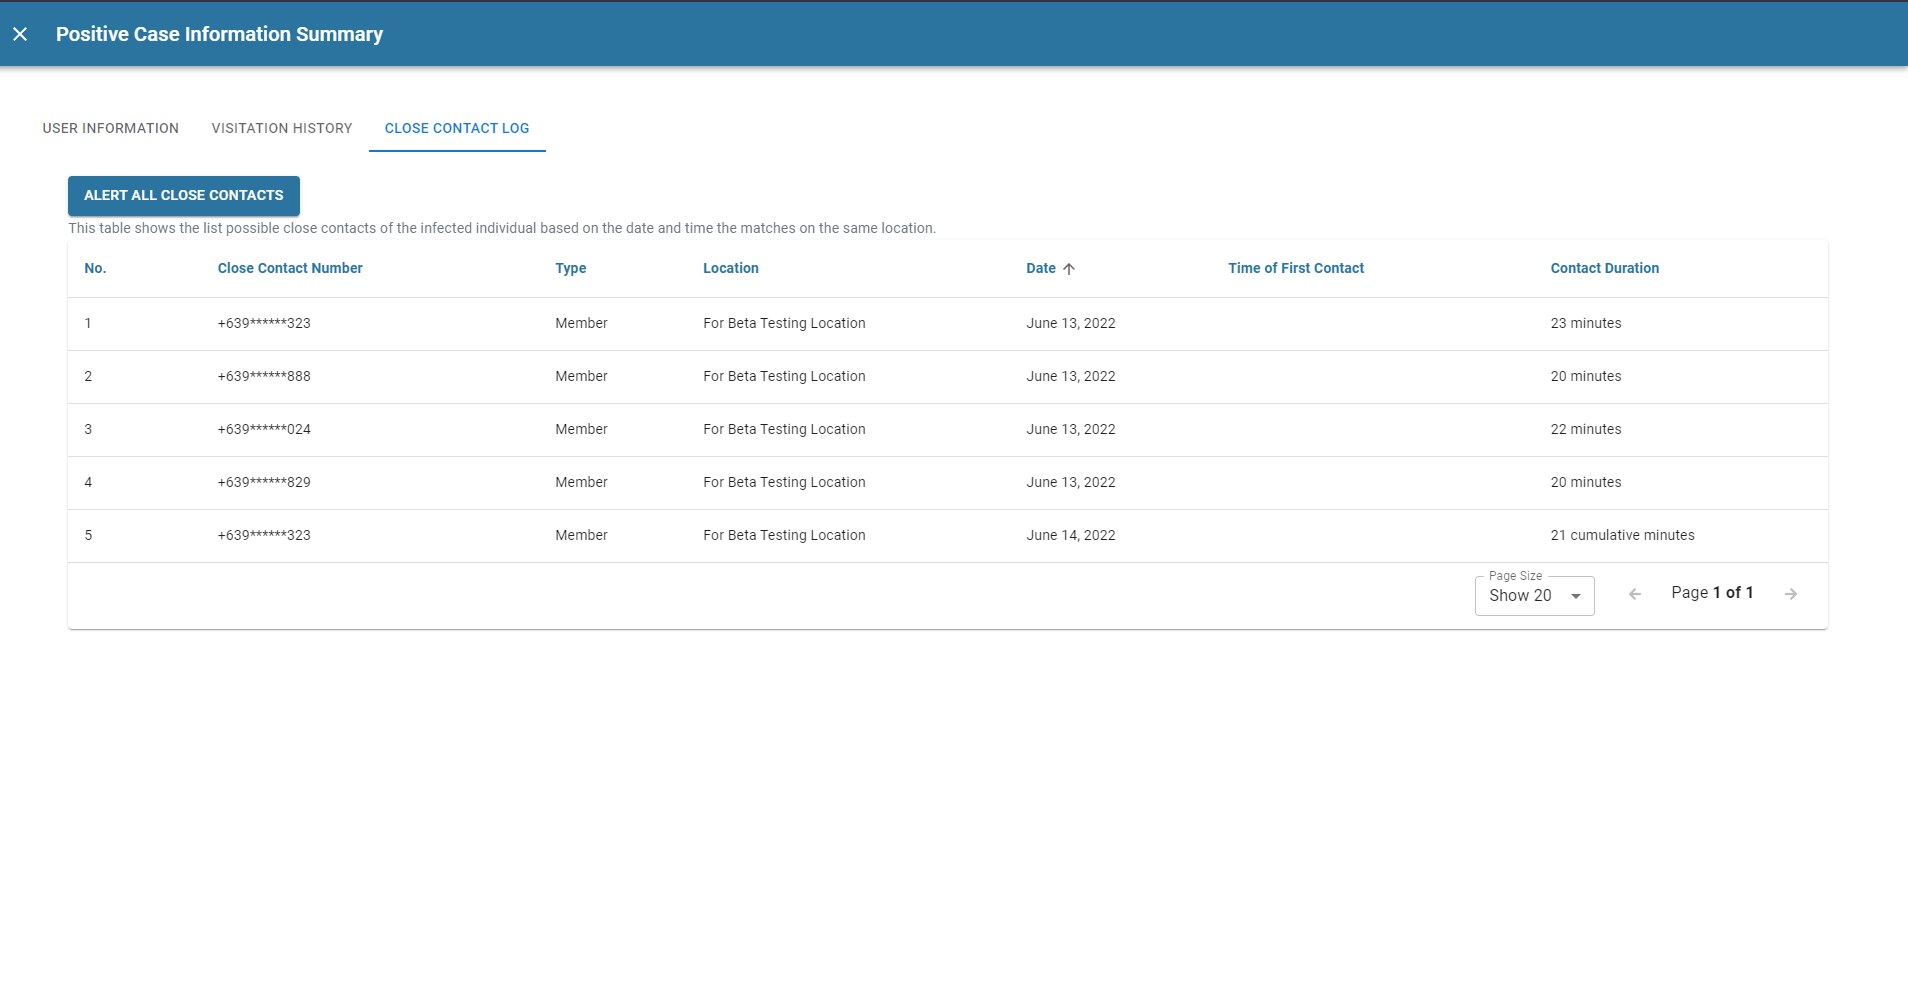 Positive Case Information Summary
USER INFORMATION VISITATION HISTORY CLOSE CONTACT LOG
ALERT ALL CLOSE CONTACTS
This table shows the list possible close contacts of the infected individual based on the date and time the matches on the same location.
No. Close Contact Number Type Location Date Time of First Contact Contact Duration
1 +639******323 Member For Beta Testing Location June 13, 2022 23 minutes
2 +639******888 Member For Beta Testing Location June 13, 2022 20 minutes
3 +639******024 Member For Beta Testing Location June 13, 2022 22 minutes
4 +639******829 Member For Beta Testing Location June 13, 2022 20 minutes
5 +639******323 Member For Beta Testing Location June 14, 2022 21 cumulative minutes
Page Size
Show 20 Page 1 of 1